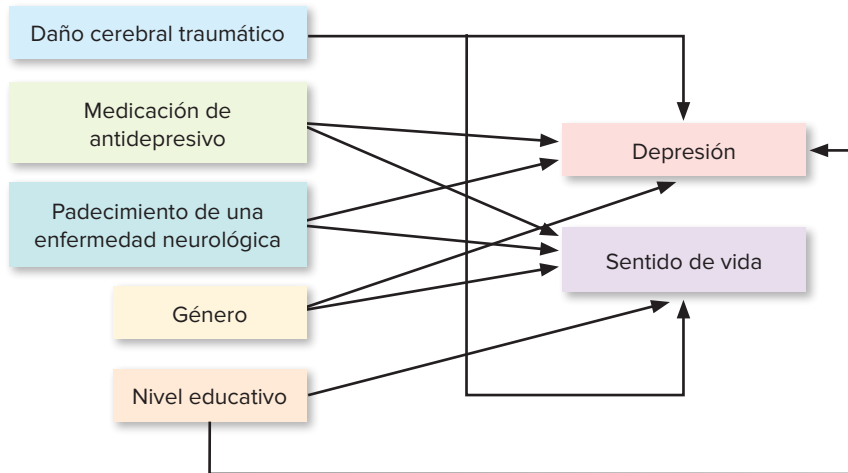 Daño cerebral traumático
Medicación de
antidepresivo
Padecimiento de una
enfermedad neurológica
Género
Nivel educativo
Depresión
Sentido de vida